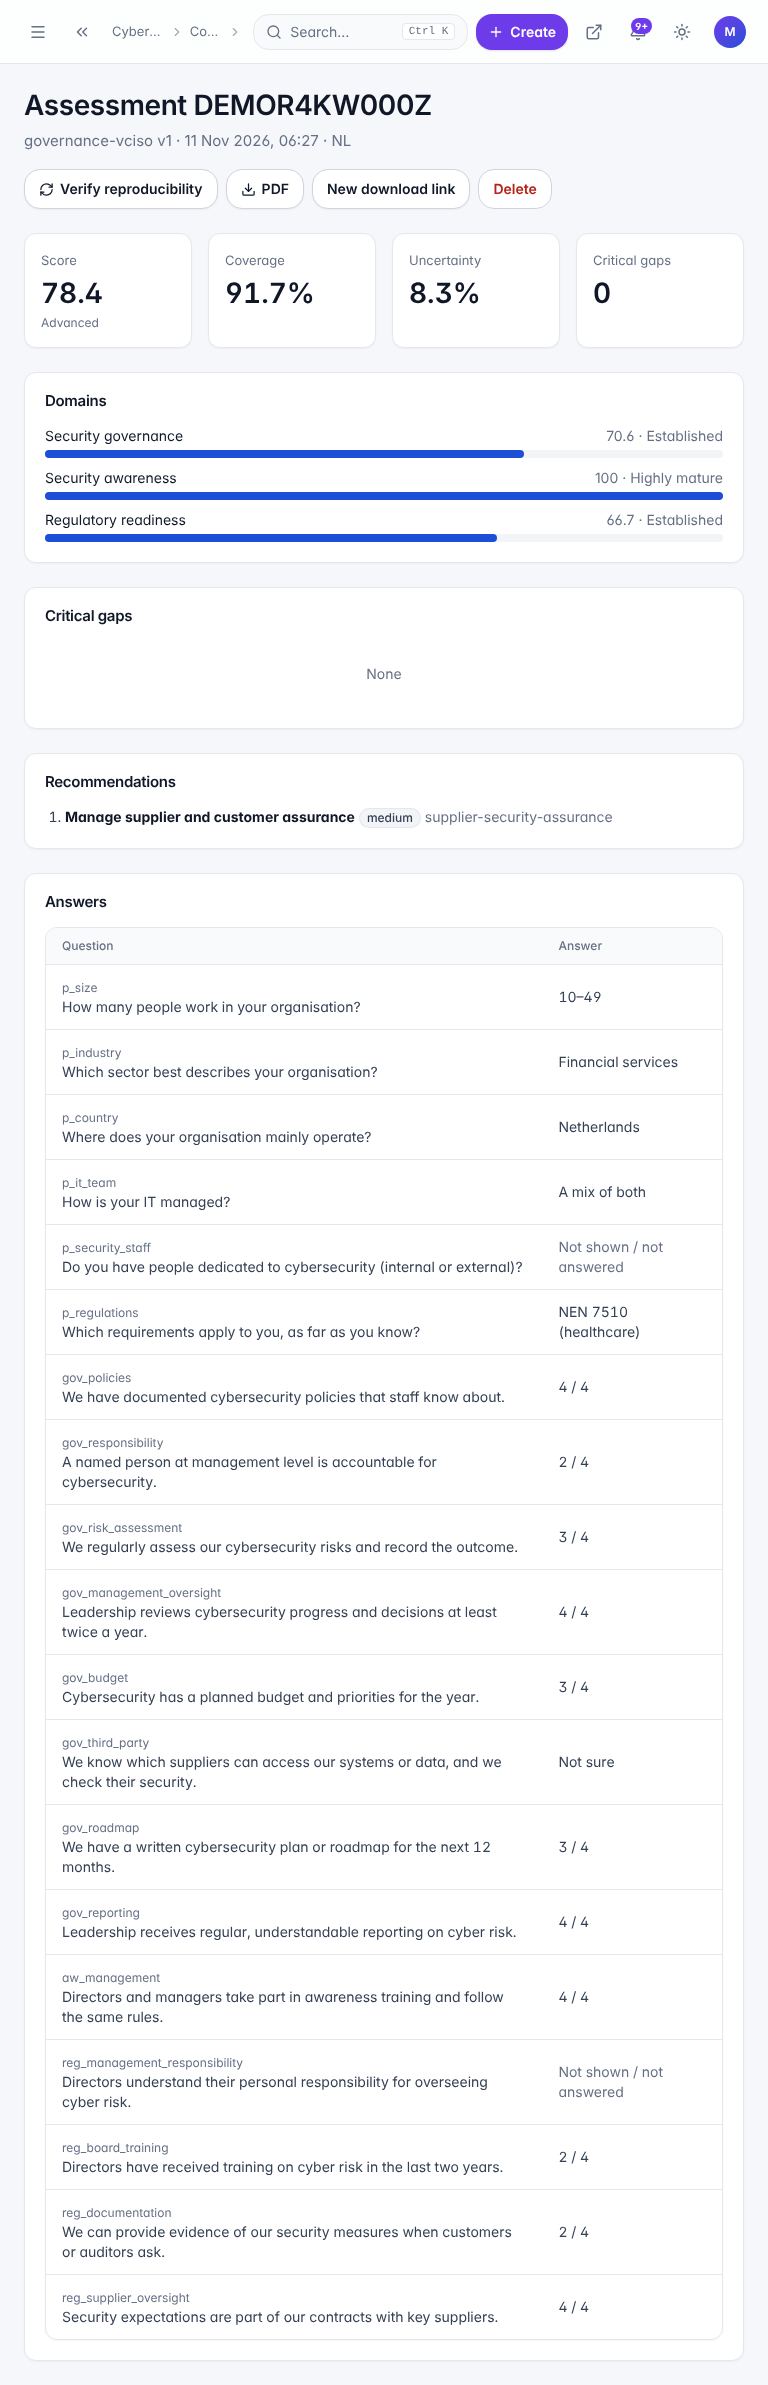 Cyber...
Co...
Search...
Ctrl K
Create
9+
M
Assessment DEMOR4KW000Z
governance-vciso v1 · 11 Nov 2026, 06:27 · NL
Verify reproducibility
PDF
New download link
Delete
Score
78.4
Advanced
Coverage
91.7%
Uncertainty
8.3%
Critical gaps
0
Domains
Security governance
70.6 · Established
Security awareness
100 · Highly mature
Regulatory readiness
66.7 · Established
Critical gaps
None
Recommendations
1. Manage supplier and customer assurance medium supplier-security-assurance
Answers
Question
Answer
p_size
How many people work in your organisation?
10–49
p_industry
Which sector best describes your organisation?
Financial services
p_country
Where does your organisation mainly operate?
Netherlands
p_it_team
How is your IT managed?
A mix of both
p_security_staff
Do you have people dedicated to cybersecurity (internal or external)?
Not shown / not
answered
p_regulations
Which requirements apply to you, as far as you know?
NEN 7510
(healthcare)
gov_policies
We have documented cybersecurity policies that staff know about.
4 / 4
gov_responsibility
A named person at management level is accountable for
cybersecurity.
2 / 4
gov_risk_assessment
We regularly assess our cybersecurity risks and record the outcome.
3 / 4
gov_management_oversight
Leadership reviews cybersecurity progress and decisions at least
twice a year.
4 / 4
gov_budget
Cybersecurity has a planned budget and priorities for the year.
3 / 4
gov_third_party
We know which suppliers can access our systems or data, and we
check their security.
Not sure
gov_roadmap
We have a written cybersecurity plan or roadmap for the next 12
months.
3 / 4
gov_reporting
Leadership receives regular, understandable reporting on cyber risk.
4 / 4
aw_management
Directors and managers take part in awareness training and follow
the same rules.
4 / 4
reg_management_responsibility
Directors understand their personal responsibility for overseeing
cyber risk.
Not shown / not
answered
reg_board_training
Directors have received training on cyber risk in the last two years.
2 / 4
reg_documentation
We can provide evidence of our security measures when customers
or auditors ask.
2 / 4
reg_supplier_oversight
Security expectations are part of our contracts with key suppliers.
4 / 4